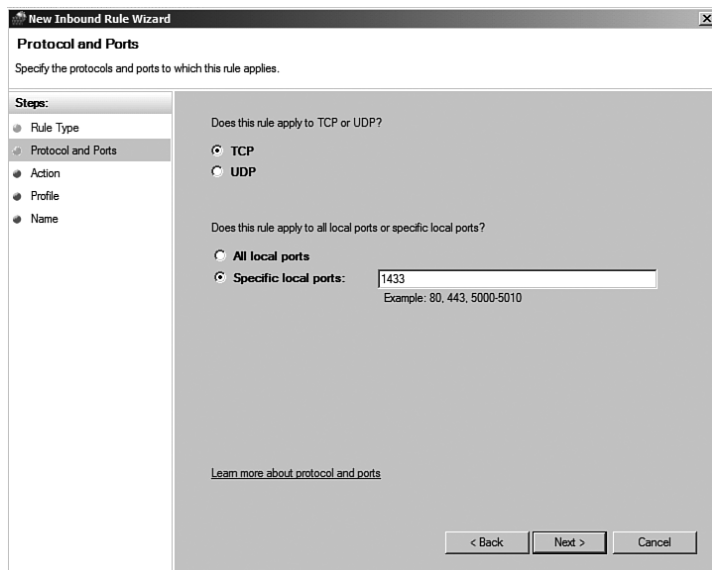 New Inbound Rule Wizard
Protocol and Ports
Specify the protocols and ports to which this rule applies.
Steps:
Rule Type
Protocol and Ports
Action
Profile
Name
Does this rule apply to TCP or UDP?
TCP
UDP
Does this rule apply to all local ports or specific local ports?
All local ports
Specific local ports:
1433
Example: 80, 443, 5000-5010
Learn more about protocol and ports
< Back
Next >
Cancel